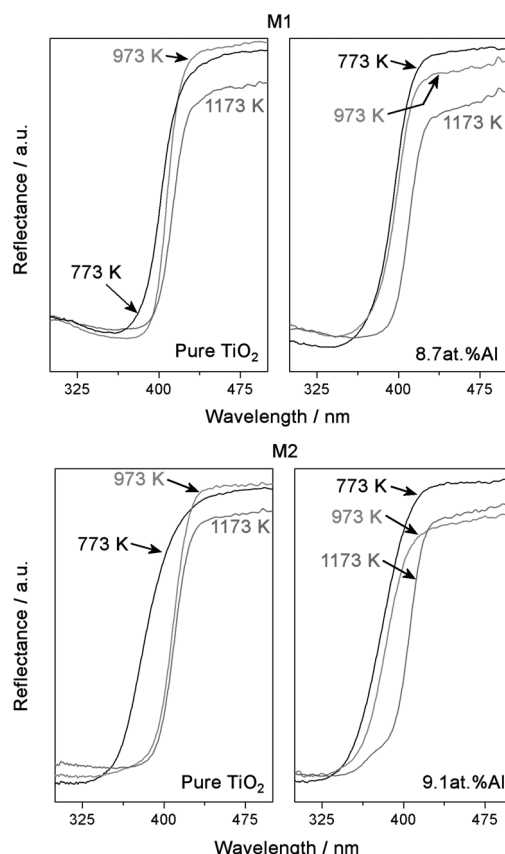 M1
Reflectance / a.u.
973 K
1173 K
773 K
Pure TiO₂
773 K
973 K
1173 K
8.7at.%Al
325 400 475 325 400 475
Wavelength / nm
M2
Reflectance / a.u.
973 K
773 K
1173 K
Pure TiO₂
773 K
973 K
1173 K
9.1at.%Al
325 400 475 325 400 475
Wavelength / nm